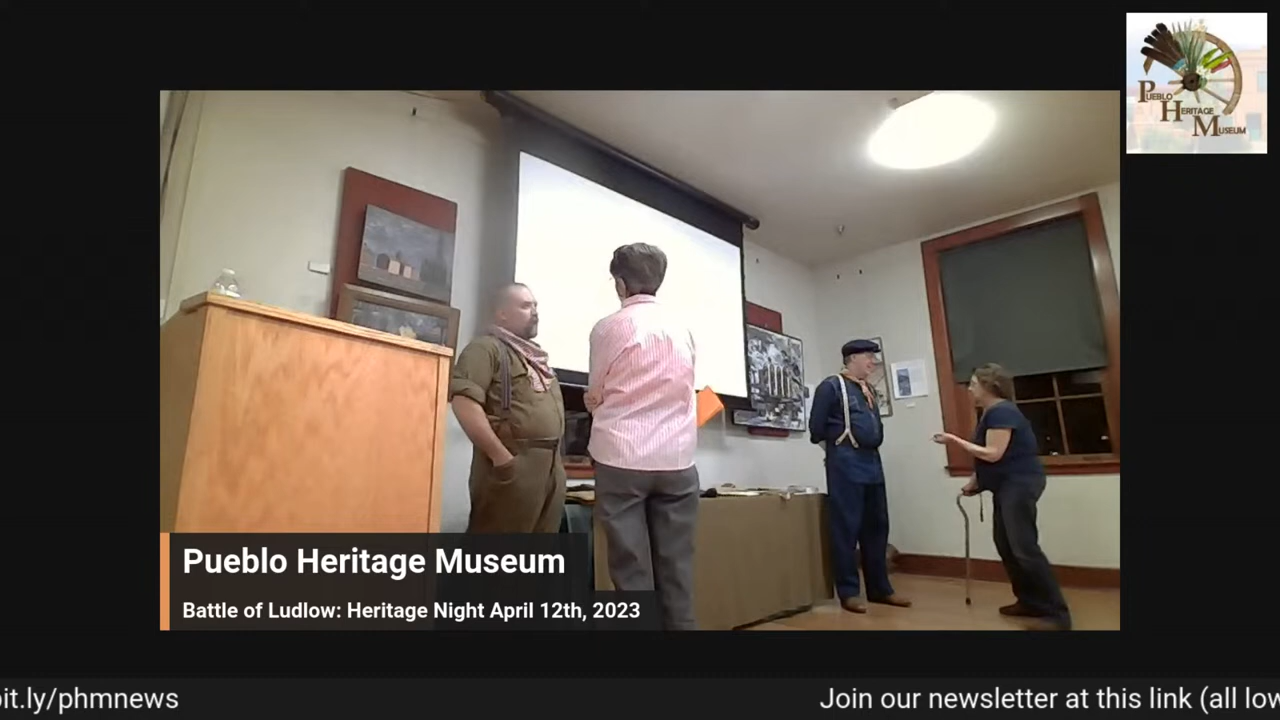 PUEBLO
HERITAGE
MUSEUM
Pueblo Heritage Museum
Battle of Ludlow: Heritage Night April 12th, 2023
bit.ly/phmnews
Join our newsletter at this link (all low